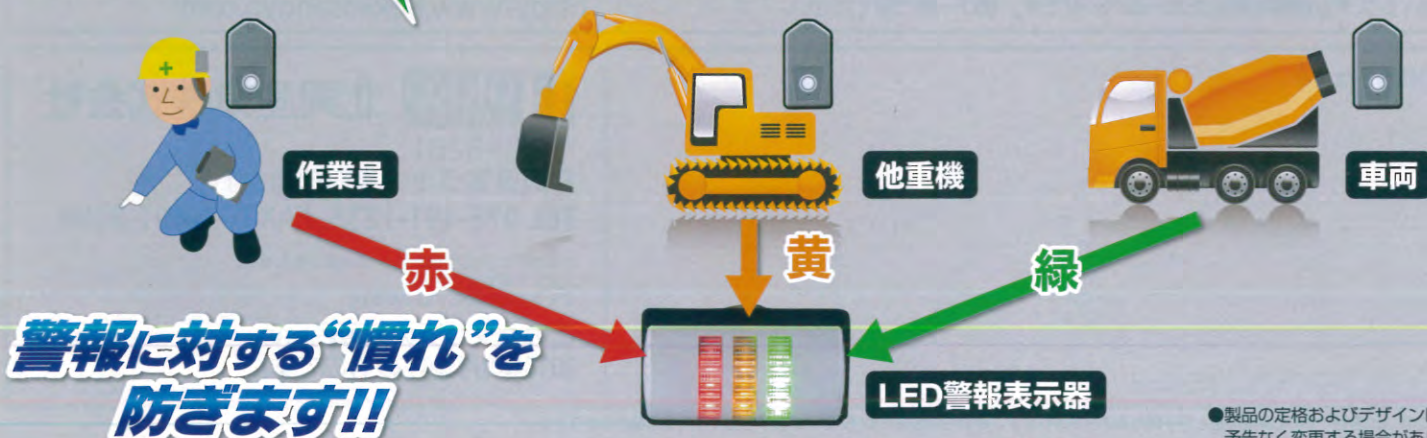 作業員
他重機
車両
赤
黄
緑
警報に対する“慣れ”を
防ぎます!!
LED警報表示器
●製品の定格およびデザイン